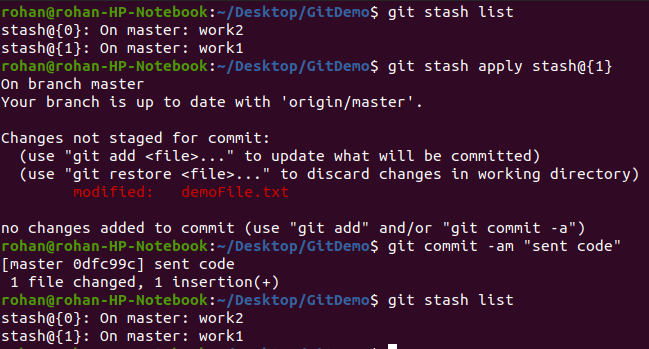 rohan@rohan-HP-Notebook:~/Desktop/GitDemo$ git stash list
stash@{0}: On master: work2
stash@{1}: On master: work1
rohan@rohan-HP-Notebook:~/Desktop/GitDemo$ git stash apply stash@{1}
On branch master
Your branch is up to date with 'origin/master'.
Changes not staged for commit:
  (use "git add <file>..." to update what will be committed)
  (use "git restore <file>..." to discard changes in working directory)
        modified:   demoFile.txt
no changes added to commit (use "git add" and/or "git commit -a")
rohan@rohan-HP-Notebook:~/Desktop/GitDemo$ git commit -am "sent code"
[master 0dfc99c] sent code
 1 file changed, 1 insertion(+)
rohan@rohan-HP-Notebook:~/Desktop/GitDemo$ git stash list
stash@{0}: On master: work2
stash@{1}: On master: work1
rohan@rohan-HP-Notebook:~/Desktop/GitDemo$